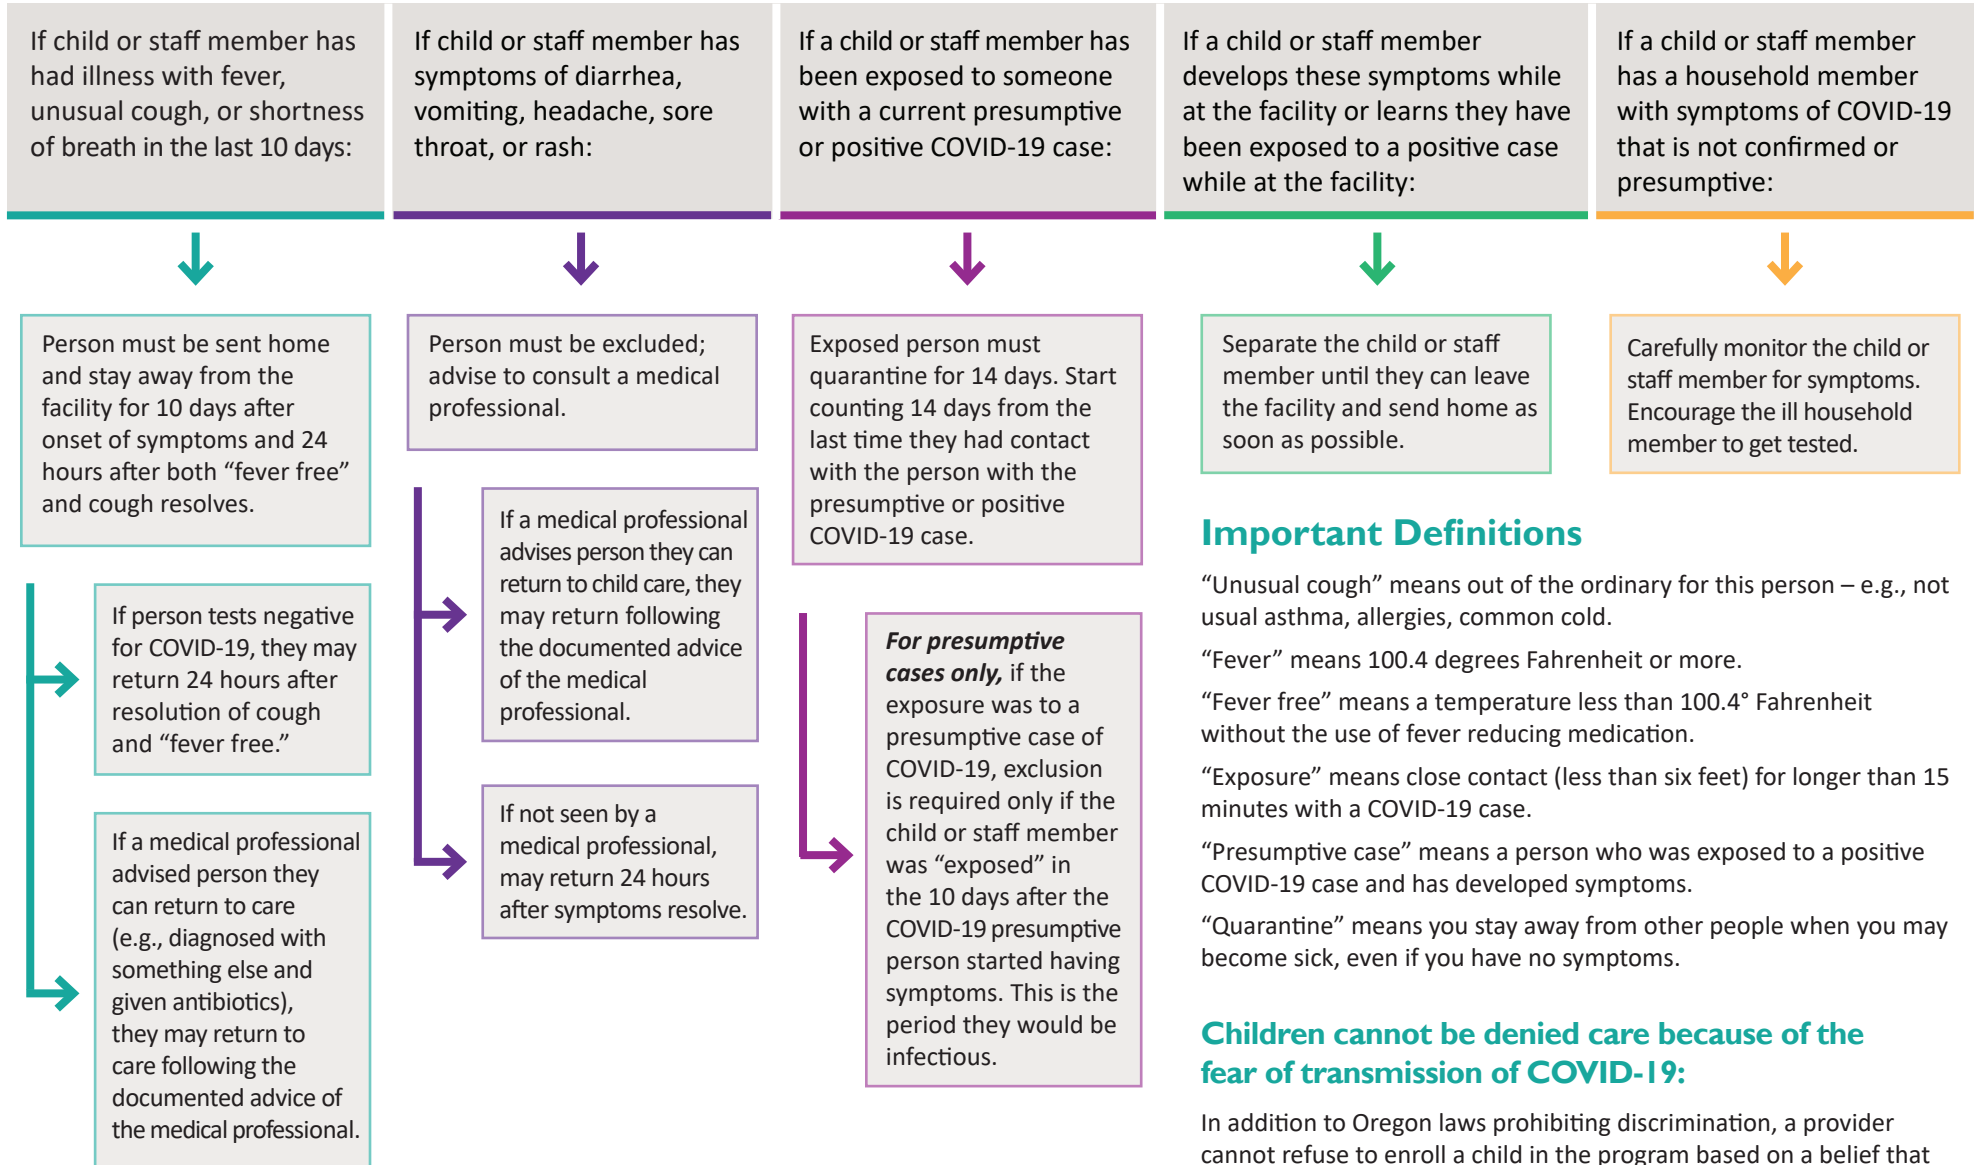 If child or staff member has
had illness with fever,
unusual cough, or shortness
of breath in the last 10 days:
Person must be sent home
and stay away from the
facility for 10 days after
onset of symptoms and 24
hours after both “fever free”
and cough resolves.
If person tests negative
for COVID-19, they may
return 24 hours after
resolution of cough
and “fever free.”
If a medical professional
advised person they
can return to care
(e.g., diagnosed with
something else and
given antibiotics),
they may return to
care following the
documented advice of
the medical professional.
If child or staff member has
symptoms of diarrhea,
vomiting, headache, sore
throat, or rash:
Person must be excluded;
advise to consult a medical
professional.
If a medical professional
advises person they can
return to child care, they
may return following
the documented advice
of the medical
professional.
If not seen by a
medical professional,
may return 24 hours
after symptoms resolve.
If a child or staff member has
been exposed to someone
with a current presumptive
or positive COVID-19 case:
Exposed person must
quarantine for 14 days. Start
counting 14 days from the
last time they had contact
with the person with the
presumptive or positive
COVID-19 case.
For presumptive
cases only, if the
exposure was to a
presumptive case of
COVID-19, exclusion
is required only if the
child or staff member
was “exposed” in
the 10 days after the
COVID-19 presumptive
person started having
symptoms. This is the
period they would be
infectious.
If a child or staff member
develops these symptoms while
at the facility or learns they have
been exposed to a positive case
while at the facility:
Separate the child or staff
member until they can leave
the facility and send home as
soon as possible.
If a child or staff member
has a household member
with symptoms of COVID-19
that is not confirmed or
presumptive:
Carefully monitor the child or
staff member for symptoms.
Encourage the ill household
member to get tested.
Important Definitions
“Unusual cough” means out of the ordinary for this person – e.g., not
usual asthma, allergies, common cold.
“Fever” means 100.4 degrees Fahrenheit or more.
“Fever free” means a temperature less than 100.4° Fahrenheit
without the use of fever reducing medication.
“Exposure” means close contact (less than six feet) for longer than 15
minutes with a COVID-19 case.
“Presumptive case” means a person who was exposed to a positive
COVID-19 case and has developed symptoms.
“Quarantine” means you stay away from other people when you may
become sick, even if you have no symptoms.
Children cannot be denied care because of the
fear of transmission of COVID-19:
In addition to Oregon laws prohibiting discrimination, a provider
cannot refuse to enroll a child in the program based on a belief that